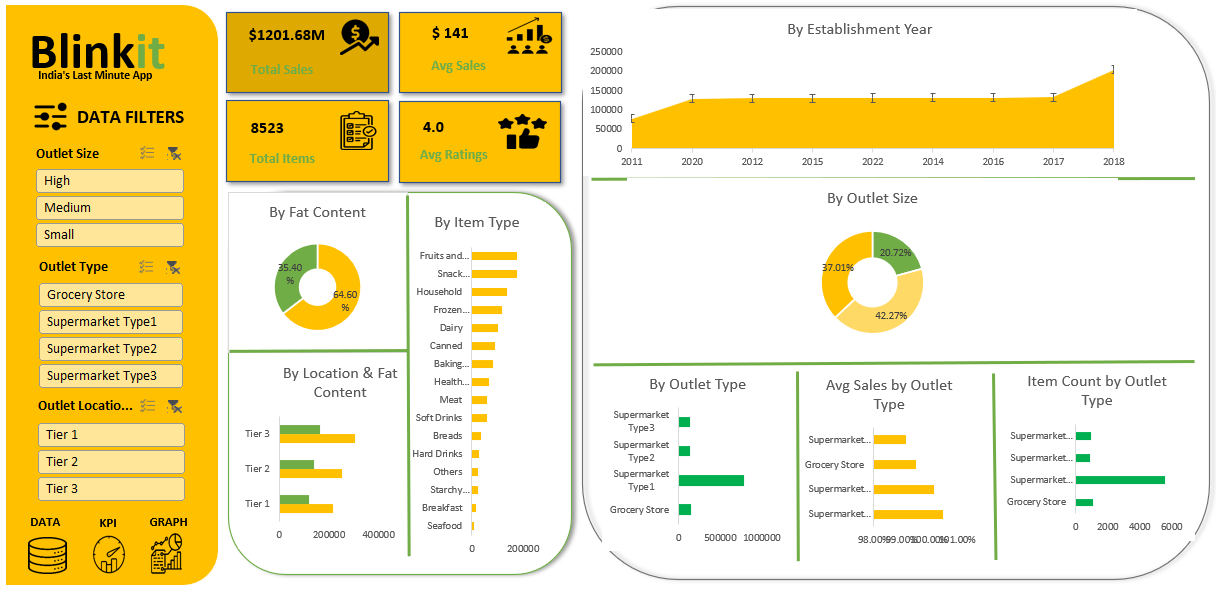 Blinkit
India's Last Minute App
DATA FILTERS
Outlet Size
High
Medium
Small
Outlet Type
Grocery Store
Supermarket Type1
Supermarket Type2
Supermarket Type3
Outlet Locatio...
Tier 1
Tier 2
Tier 3
DATA
KPI
GRAPH
$1201.68M
Total Sales
$ 141
Avg Sales
8523
Total Items
4.0
Avg Ratings
By Fat Content
35.40
%
64.60
%
By Location & Fat
Content
Tier 3
Tier 2
Tier 1
0 200000 400000
By Item Type
Fruits and...
Snack...
Household
Frozen...
Dairy
Canned
Baking...
Health...
Meat
Soft Drinks
Breads
Hard Drinks
Others
Starchy...
Breakfast
Seafood
0 200000
By Establishment Year
250000
200000
150000
100000
50000
0
2011 2020 2012 2015 2022 2014 2016 2017 2018
By Outlet Size
20.72%
37.01%
42.27%
By Outlet Type
Supermarket
Type3
Supermarket
Type2
Supermarket
Type1
Grocery Store
0 500000 1000000
Avg Sales by Outlet
Type
Supermarket...
Grocery Store
Supermarket...
Supermarket...
98.00% 99.00% 100.00% 101.00%
Item Count by Outlet
Type
Supermarket...
Supermarket...
Supermarket...
Grocery Store
0 2000 4000 6000